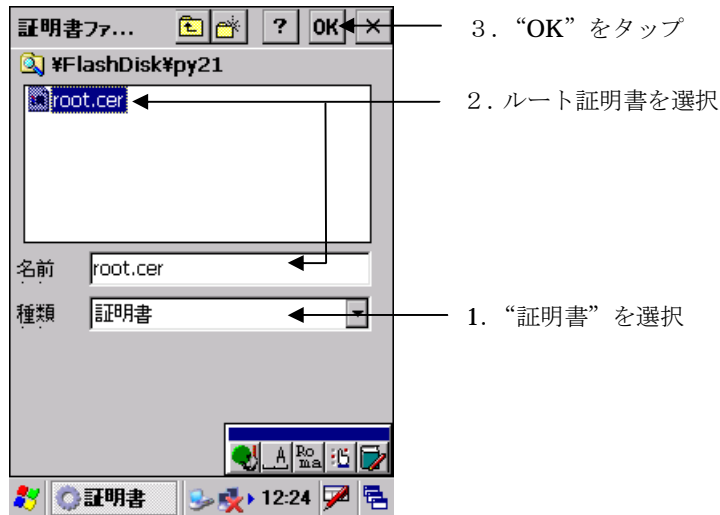 証明書ファ... ? OK ×
３．“OK”をタップ
¥FlashDisk¥py21
root.cer
２．ルート証明書を選択
名前 root.cer
種類 証明書
1. “証明書”を選択
A Roma
証明書 12:24